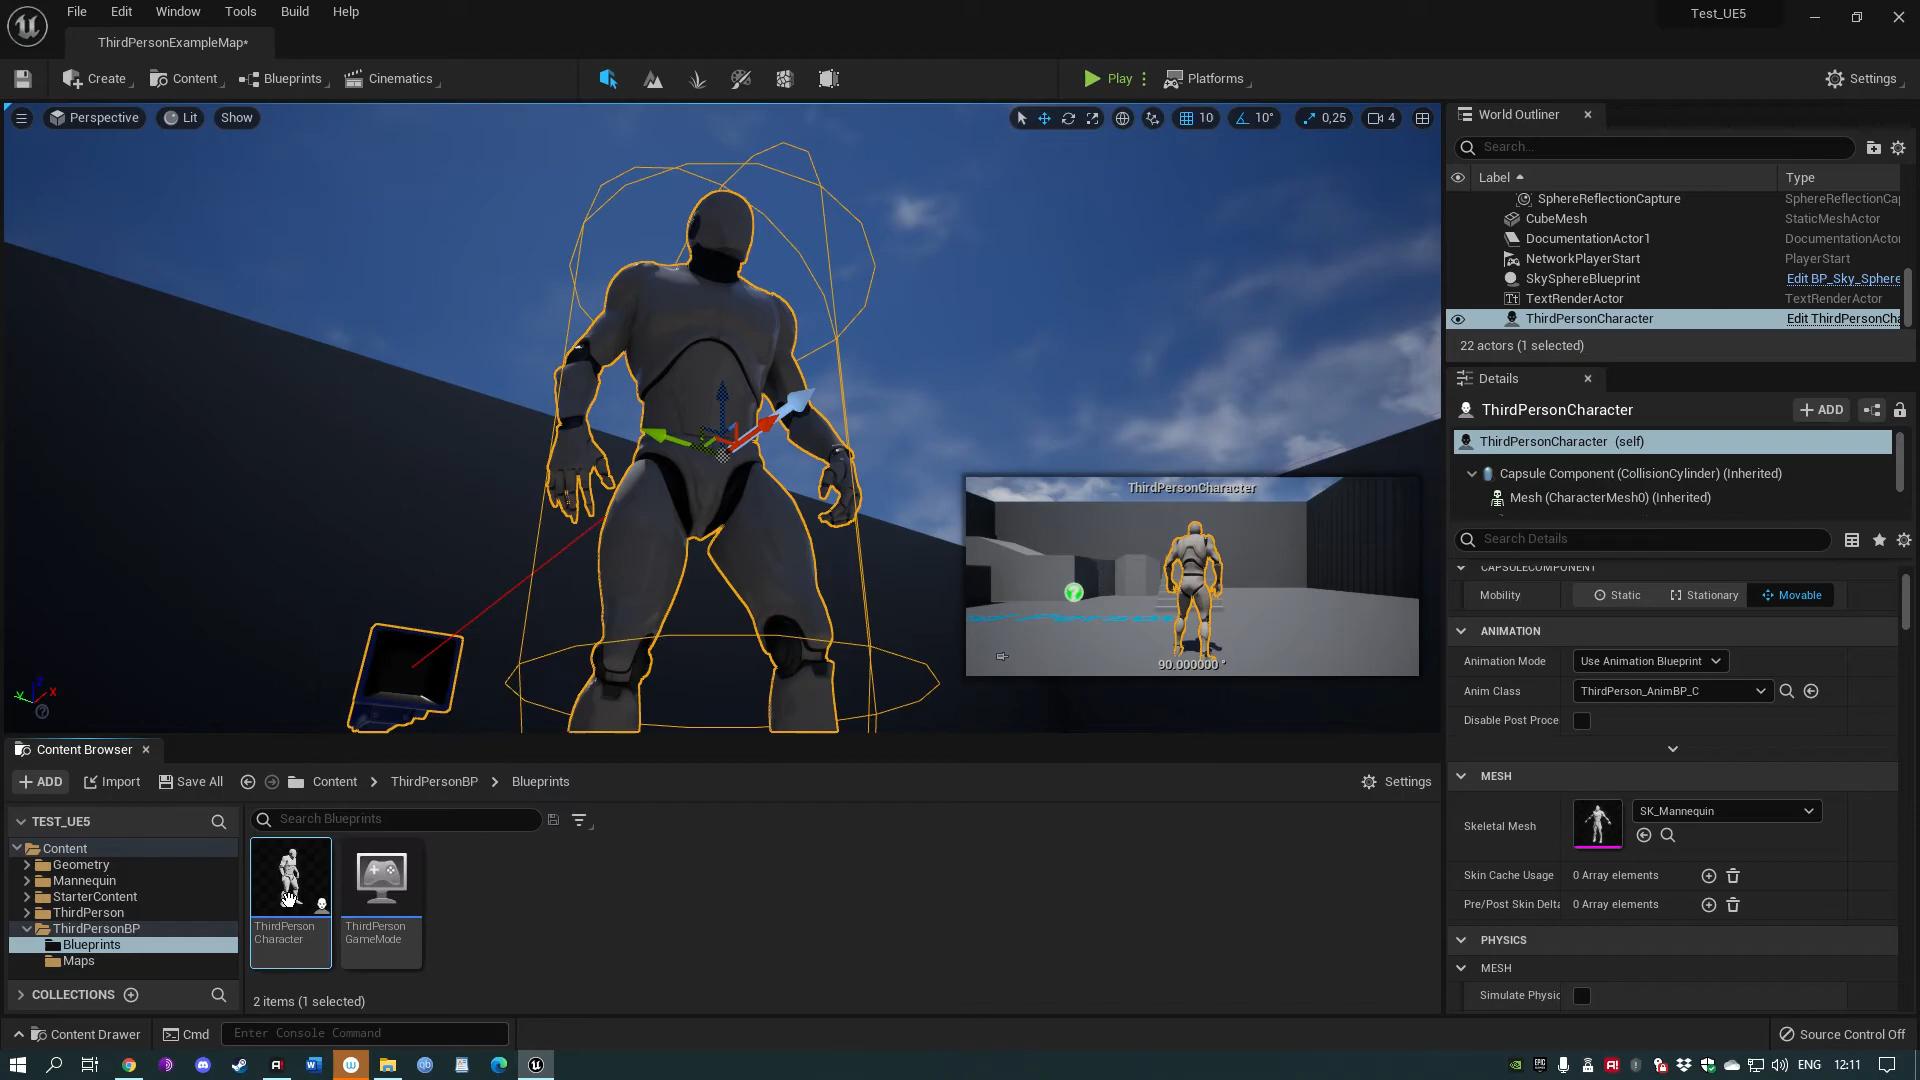 File Edit Window Tools Build Help
Test_UE5
ThirdPersonExampleMap*
Create Content Blueprints Cinematics Play Platforms Settings
Perspective Lit Show 10 10° 0,25 4
World Outliner
Search...
Label Type
SphereReflectionCapture SphereReflectionCap
CubeMesh StaticMeshActor
DocumentationActor1 DocumentationActo
NetworkPlayerStart PlayerStart
SkySphereBlueprint Edit BP_Sky_Sphere
TextRenderActor TextRenderActor
ThirdPersonCharacter Edit ThirdPersonCha
22 actors (1 selected)
Details
ThirdPersonCharacter ADD
ThirdPersonCharacter (self)
Capsule Component (CollisionCylinder) (Inherited)
Mesh (CharacterMesh0) (Inherited)
Search Details
CAPSULECOMPONENT
Mobility Static Stationary Movable
ANIMATION
Animation Mode Use Animation Blueprint
Anim Class ThirdPerson_AnimBP_C
Disable Post Proce
MESH
Skeletal Mesh SK_Mannequin
Skin Cache Usage 0 Array elements
Pre/Post Skin Delta 0 Array elements
PHYSICS
MESH
Simulate Physic
ThirdPersonCharacter
90.000000 °
Z
Y X
Content Browser
ADD Import Save All Content ThirdPersonBP Blueprints Settings
TEST_UE5
Search Blueprints
Content
Geometry
Mannequin
StarterContent
ThirdPerson
ThirdPersonBP
Blueprints
Maps
COLLECTIONS
ThirdPerson
Character
ThirdPerson
GameMode
2 items (1 selected)
Content Drawer Cmd Enter Console Command Source Control Off
ENG 12:11